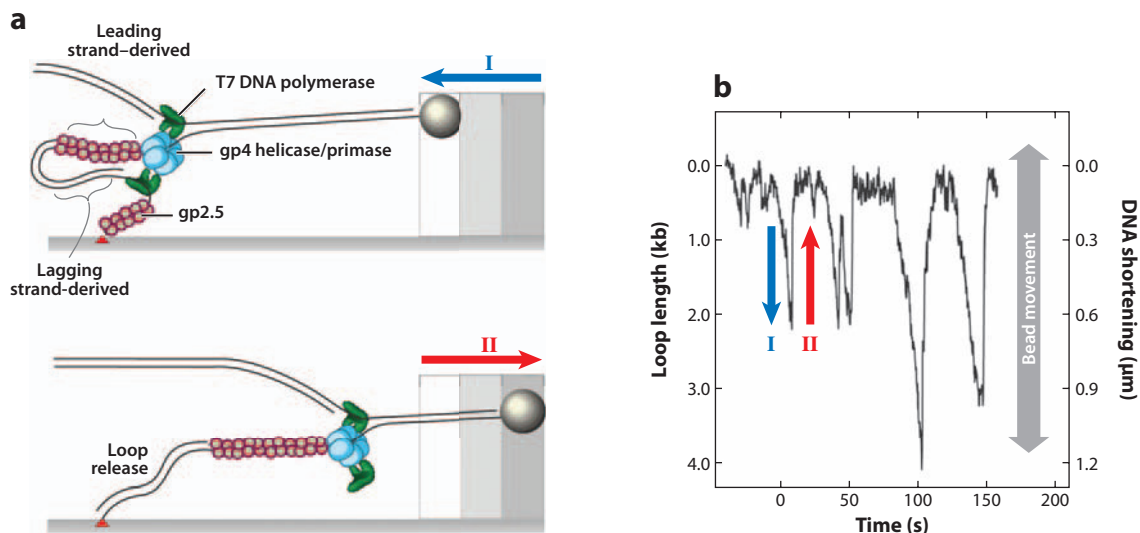 a
Leading
strand–derived
I
T7 DNA polymerase
gp4 helicase/primase
gp2.5
Lagging
strand-derived
II
Loop
release
b
0.0
1.0
2.0
3.0
4.0
Loop length (kb)
I
II
Bead movement
0.0
0.3
0.6
0.9
1.2
DNA shortening (μm)
0
50
100
150
200
Time (s)